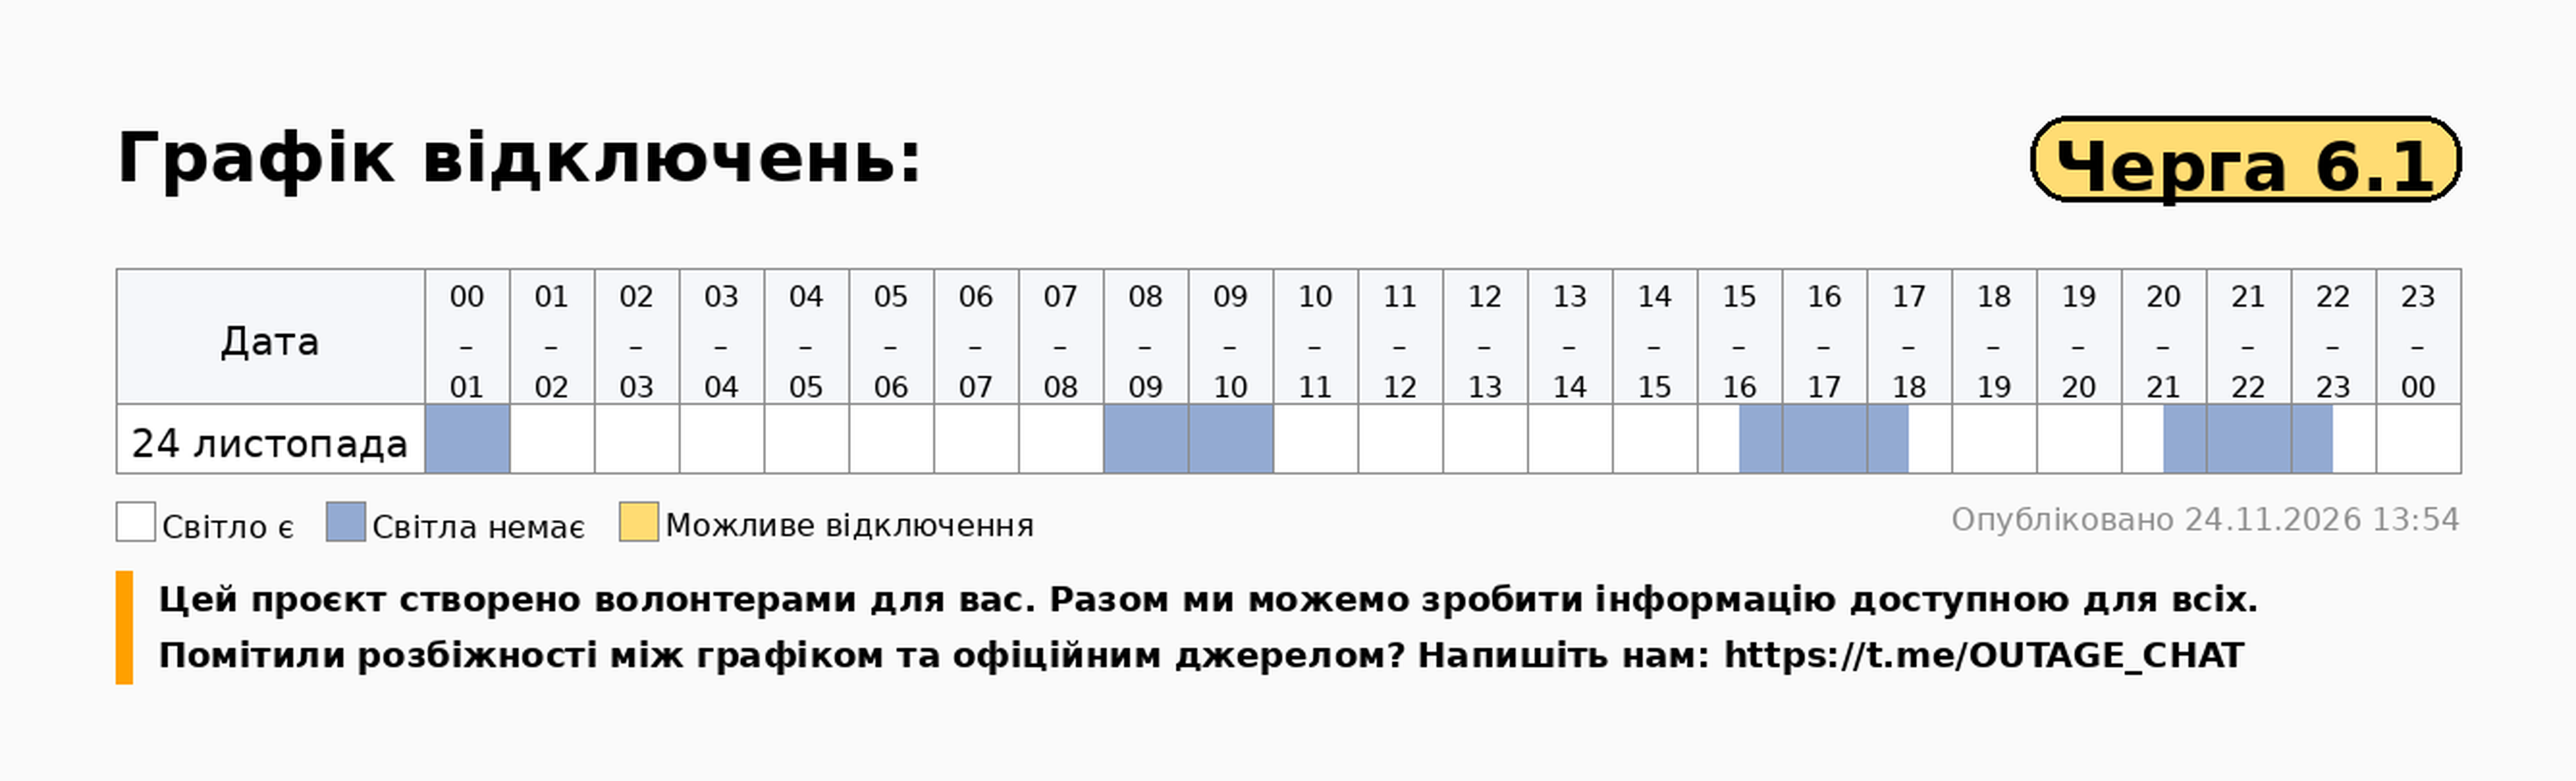 Графік відключень:
Черга 6.1
Дата
00 – 01
01 – 02
02 – 03
03 – 04
04 – 05
05 – 06
06 – 07
07 – 08
08 – 09
09 – 10
10 – 11
11 – 12
12 – 13
13 – 14
14 – 15
15 – 16
16 – 17
17 – 18
18 – 19
19 – 20
20 – 21
21 – 22
22 – 23
23 – 00
24 листопада
Світло є
Світла немає
Можливе відключення
Опубліковано 24.11.2026 13:54
Цей проєкт створено волонтерами для вас. Разом ми можемо зробити інформацію доступною для всіх.
Помітили розбіжності між графіком та офіційним джерелом? Напишіть нам: https://t.me/OUTAGE_CHAT